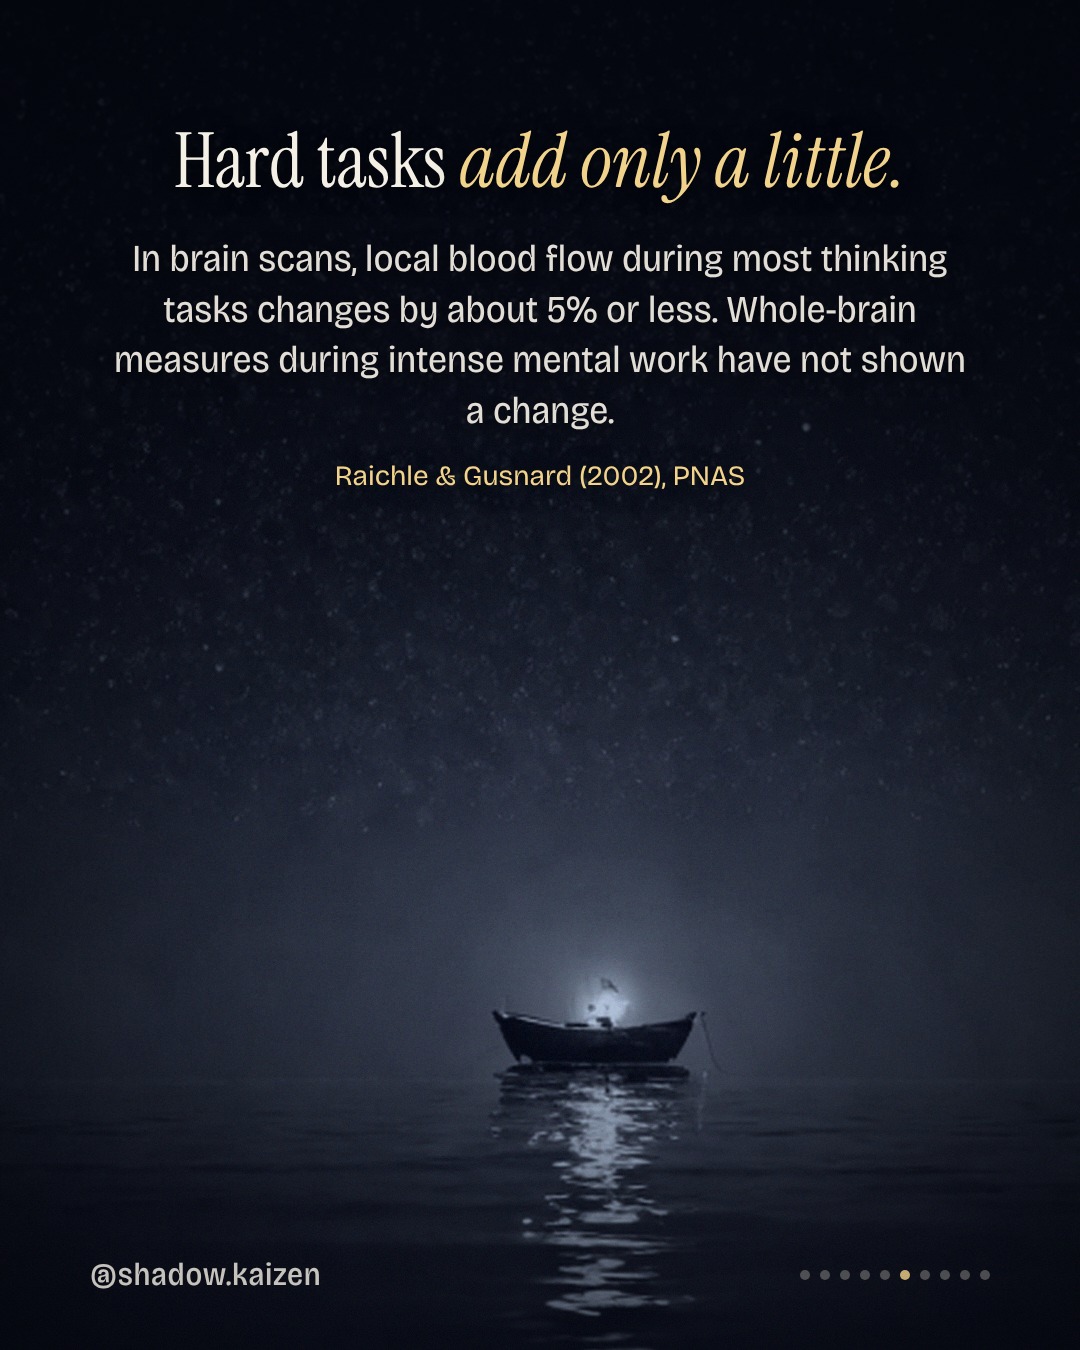 Hard tasks add only a little.
In brain scans, local blood flow during most thinking
tasks changes by about 5% or less. Whole-brain
measures during intense mental work have not shown
a change.
Raichle & Gusnard (2002), PNAS
@shadow.kaizen